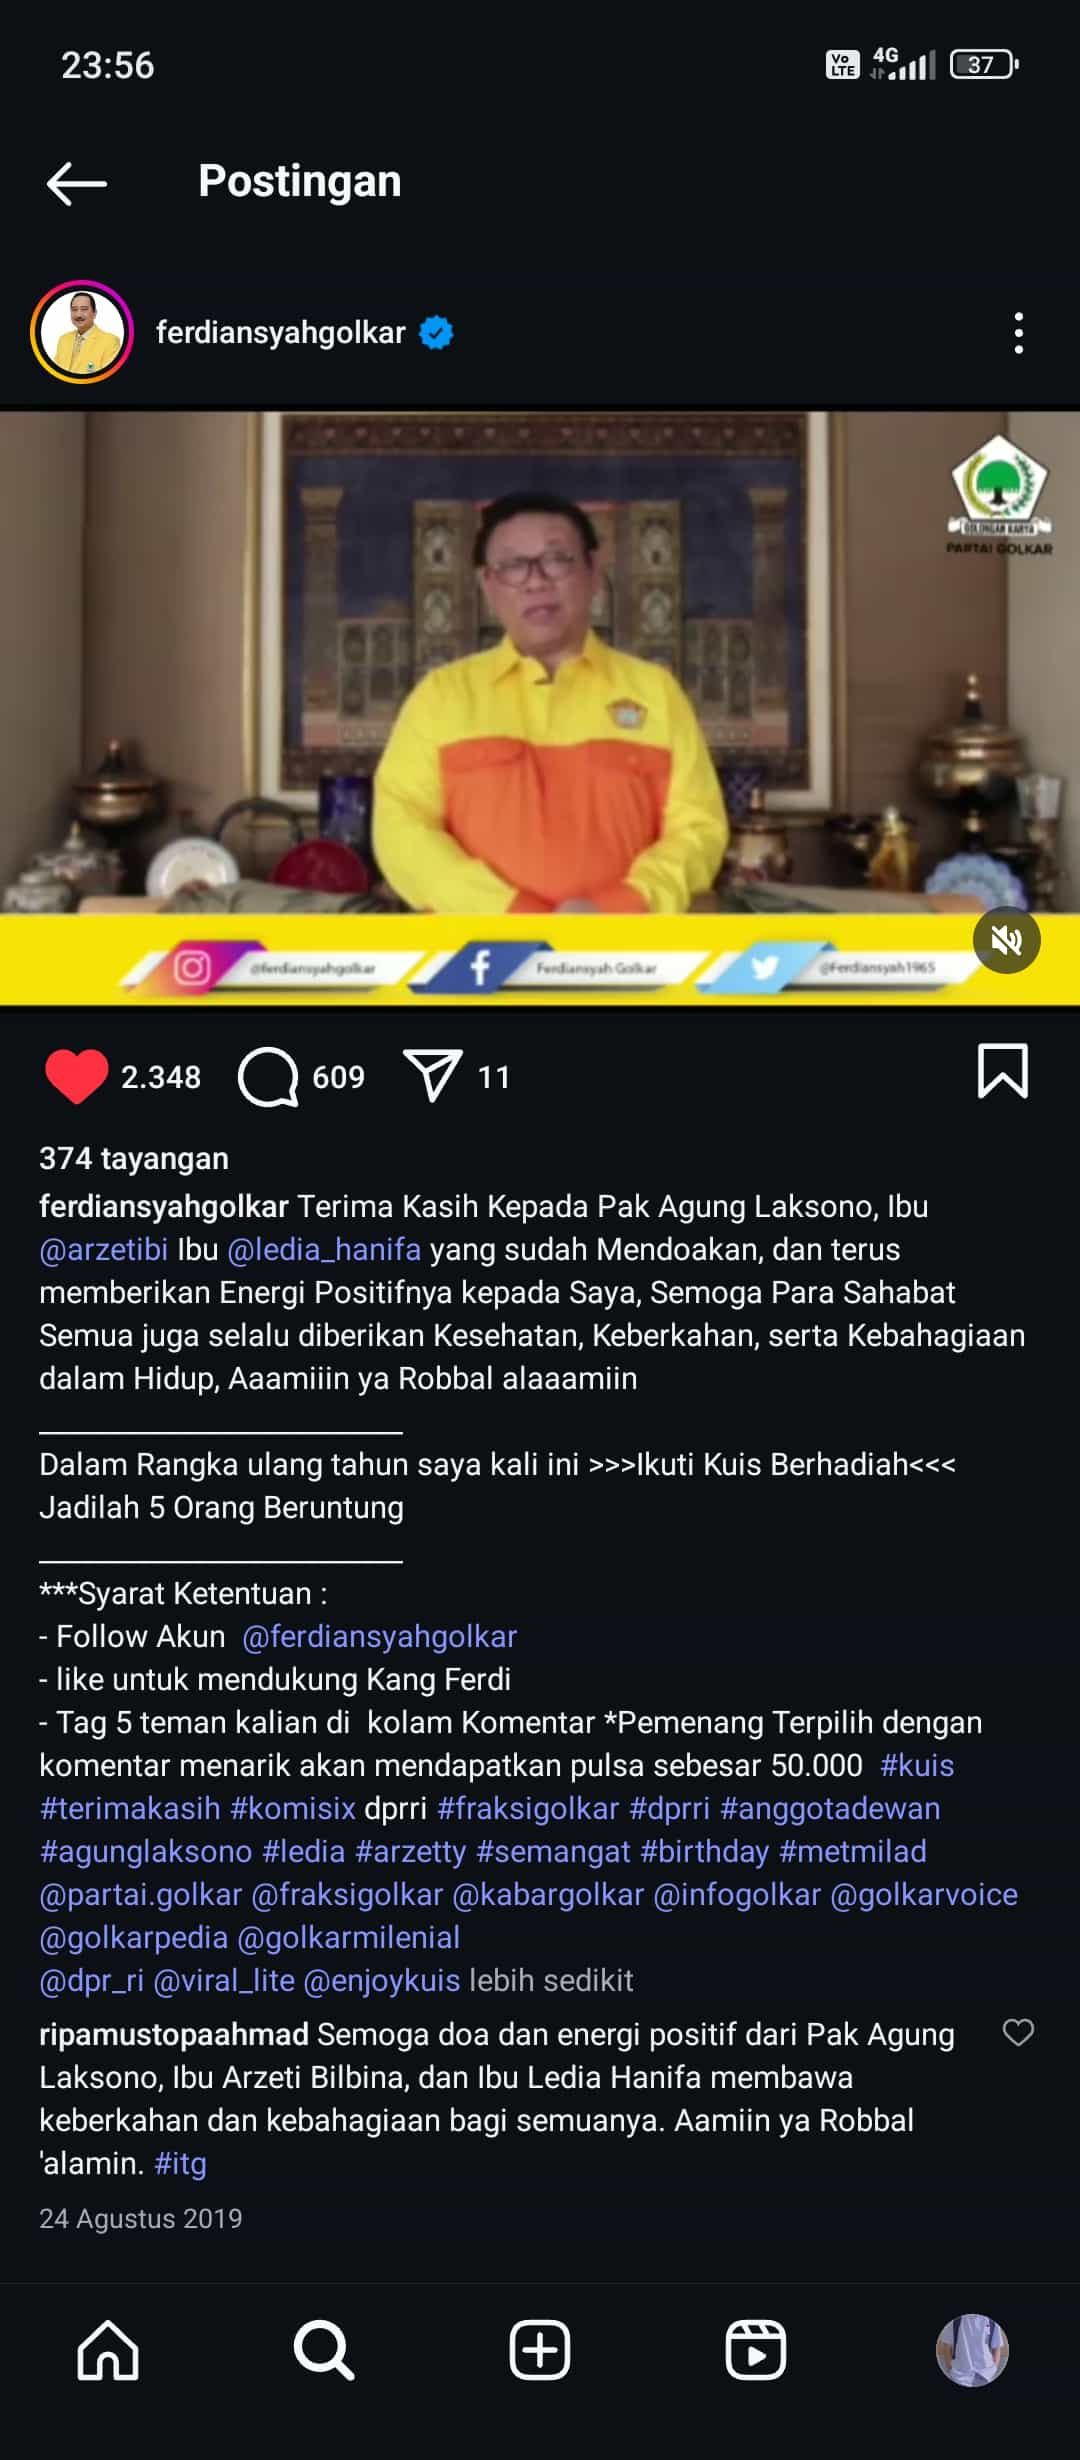 23:56
Vo LTE 4G 37
Postingan
ferdiansyahgolkar
GOLONGAN KARYA
PARTAI GOLKAR
@ferdiansyahgolkar Ferdiansyah Golkar @Ferdiansyah1965
2.348 609 11
374 tayangan
ferdiansyahgolkar Terima Kasih Kepada Pak Agung Laksono, Ibu
@arzetibi Ibu @ledia_hanifa yang sudah Mendoakan, dan terus
memberikan Energi Positifnya kepada Saya, Semoga Para Sahabat
Semua juga selalu diberikan Kesehatan, Keberkahan, serta Kebahagiaan
dalam Hidup, Aaamiiin ya Robbal alaaamiin
__________________________
Dalam Rangka ulang tahun saya kali ini >>>Ikuti Kuis Berhadiah<<<
Jadilah 5 Orang Beruntung
__________________________
***Syarat Ketentuan :
- Follow Akun  @ferdiansyahgolkar
- like untuk mendukung Kang Ferdi
- Tag 5 teman kalian di  kolam Komentar *Pemenang Terpilih dengan
komentar menarik akan mendapatkan pulsa sebesar 50.000  #kuis
#terimakasih #komisix dprri #fraksigolkar #dprri #anggotadewan
#agunglaksono #ledia #arzetty #semangat #birthday #metmilad
@partai.golkar @fraksigolkar @kabargolkar @infogolkar @golkarvoice
@golkarpedia @golkarmilenial
@dpr_ri @viral_lite @enjoykuis lebih sedikit
ripamustopaahmad Semoga doa dan energi positif dari Pak Agung
Laksono, Ibu Arzeti Bilbina, dan Ibu Ledia Hanifa membawa
keberkahan dan kebahagiaan bagi semuanya. Aamiin ya Robbal
'alamin. #itg
24 Agustus 2019